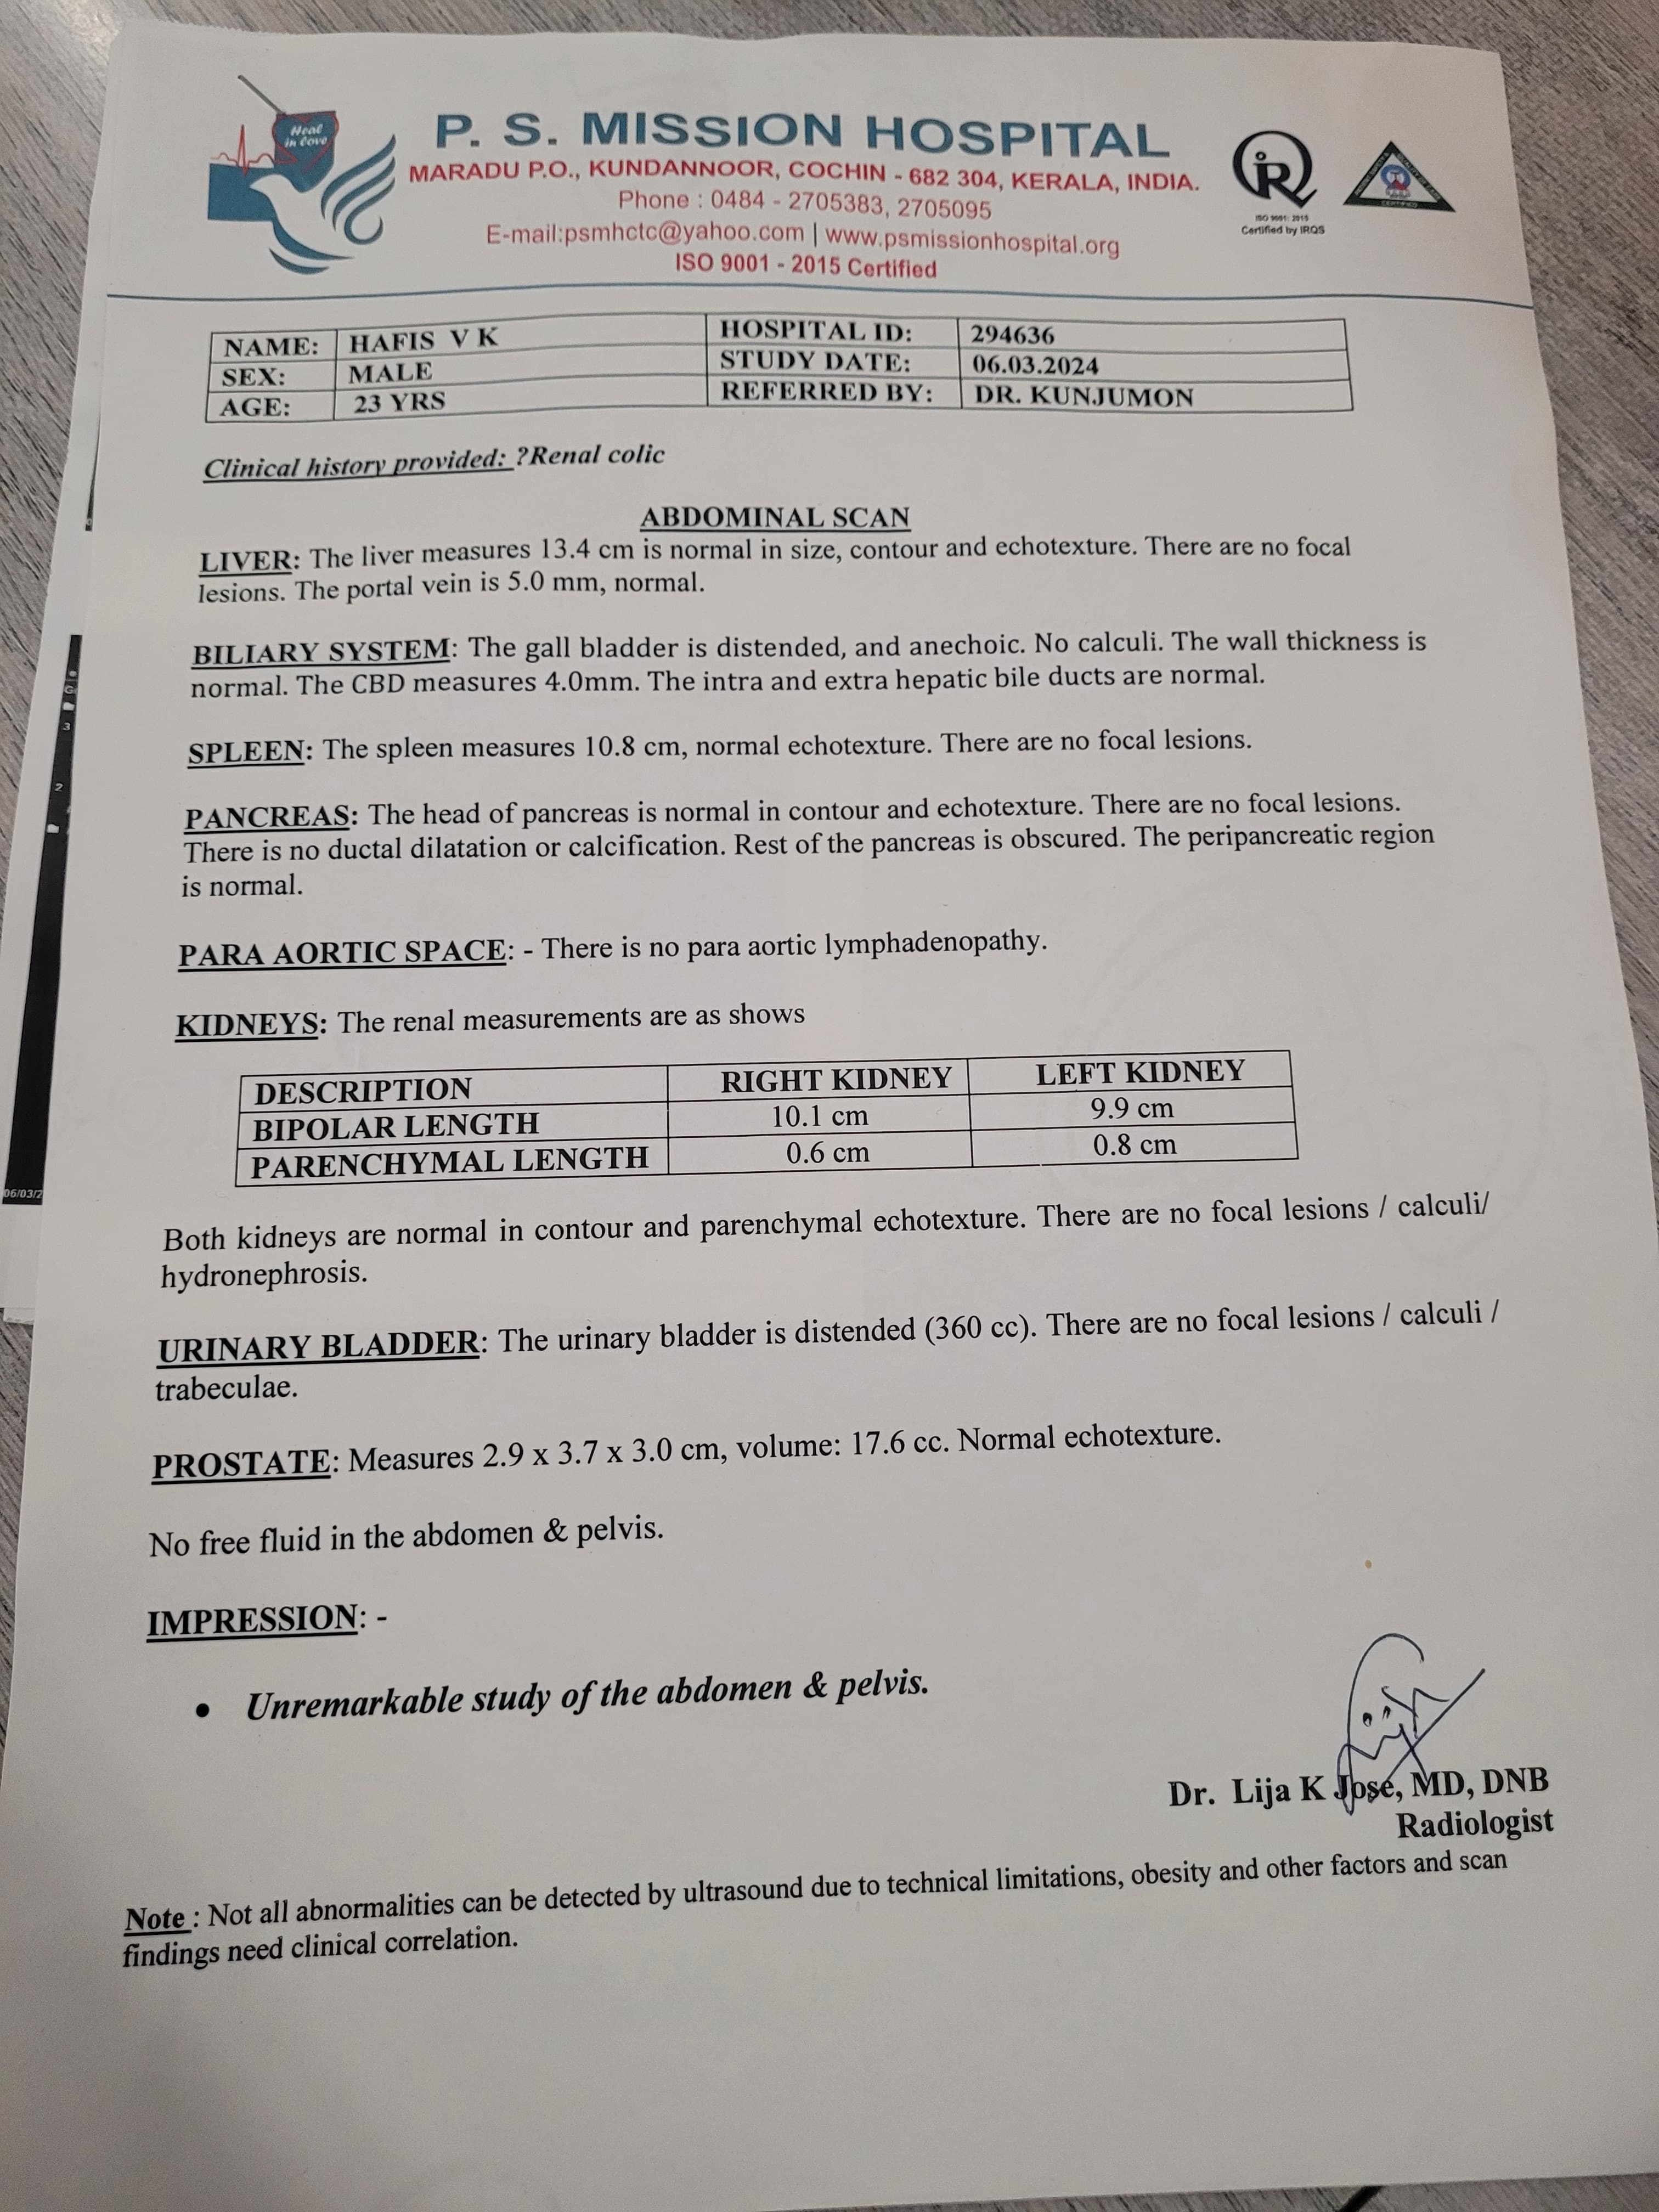 Heal
in Love
P. S. MISSION HOSPITAL
MARADU P.O., KUNDANNOOR, COCHIN - 682 304, KERALA, INDIA.
Phone : 0484 - 2705383, 2705095
E-mail:psmhctc@yahoo.com | www.psmissionhospital.org
ISO 9001 - 2015 Certified
IRQ
ISO 9001: 2015
Certified by IRQS
CERTIFIED
NAME: HAFIS V K HOSPITAL ID: 294636
SEX: MALE STUDY DATE: 06.03.2024
AGE: 23 YRS REFERRED BY: DR. KUNJUMON
Clinical history provided: ?Renal colic
ABDOMINAL SCAN
LIVER: The liver measures 13.4 cm is normal in size, contour and echotexture. There are no focal
lesions. The portal vein is 5.0 mm, normal.
BILIARY SYSTEM: The gall bladder is distended, and anechoic. No calculi. The wall thickness is
normal. The CBD measures 4.0mm. The intra and extra hepatic bile ducts are normal.
SPLEEN: The spleen measures 10.8 cm, normal echotexture. There are no focal lesions.
PANCREAS: The head of pancreas is normal in contour and echotexture. There are no focal lesions.
There is no ductal dilatation or calcification. Rest of the pancreas is obscured. The peripancreatic region
is normal.
PARA AORTIC SPACE: - There is no para aortic lymphadenopathy.
KIDNEYS: The renal measurements are as shows
DESCRIPTION RIGHT KIDNEY LEFT KIDNEY
BIPOLAR LENGTH 10.1 cm 9.9 cm
PARENCHYMAL LENGTH 0.6 cm 0.8 cm
Both kidneys are normal in contour and parenchymal echotexture. There are no focal lesions / calculi/
hydronephrosis.
URINARY BLADDER: The urinary bladder is distended (360 cc). There are no focal lesions / calculi /
trabeculae.
PROSTATE: Measures 2.9 x 3.7 x 3.0 cm, volume: 17.6 cc. Normal echotexture.
No free fluid in the abdomen & pelvis.
IMPRESSION: -
• Unremarkable study of the abdomen & pelvis.
Dr. Lija K Jose, MD, DNB
Radiologist
Note : Not all abnormalities can be detected by ultrasound due to technical limitations, obesity and other factors and scan
findings need clinical correlation.
G
3
2
06/03/2